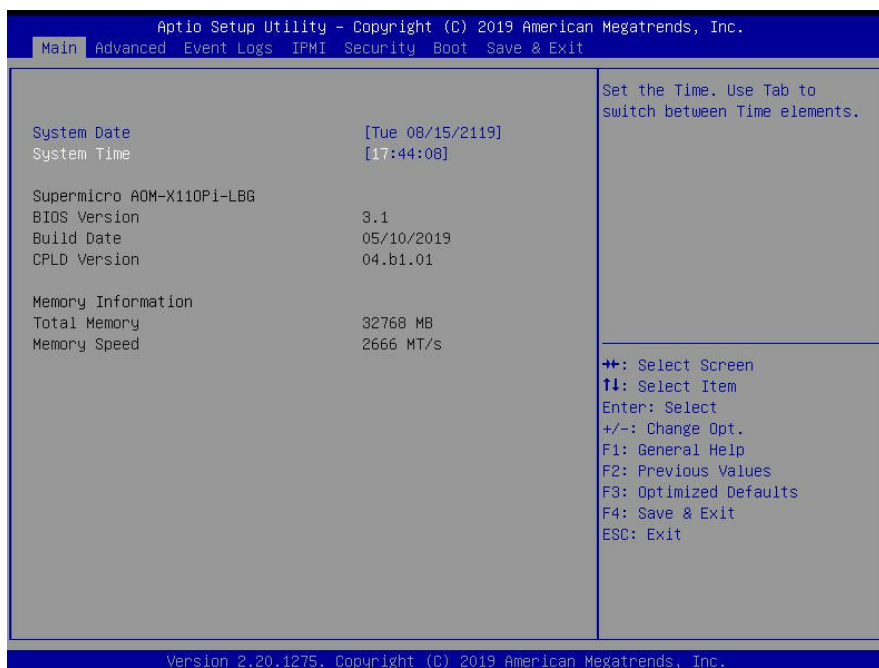 Aptio Setup Utility – Copyright (C) 2019 American Megatrends, Inc.
Main Advanced Event Logs IPMI Security Boot Save & Exit
System Date [Tue 08/15/2119]
System Time [17:44:08]
Supermicro AOM-X11OPi-LBG
BIOS Version 3.1
Build Date 05/10/2019
CPLD Version 04.b1.01
Memory Information
Total Memory 32768 MB
Memory Speed 2666 MT/s
Set the Time. Use Tab to
switch between Time elements.
→←: Select Screen
↑↓: Select Item
Enter: Select
+/-: Change Opt.
F1: General Help
F2: Previous Values
F3: Optimized Defaults
F4: Save & Exit
ESC: Exit
Version 2.20.1275. Copyright (C) 2019 American Megatrends, Inc.